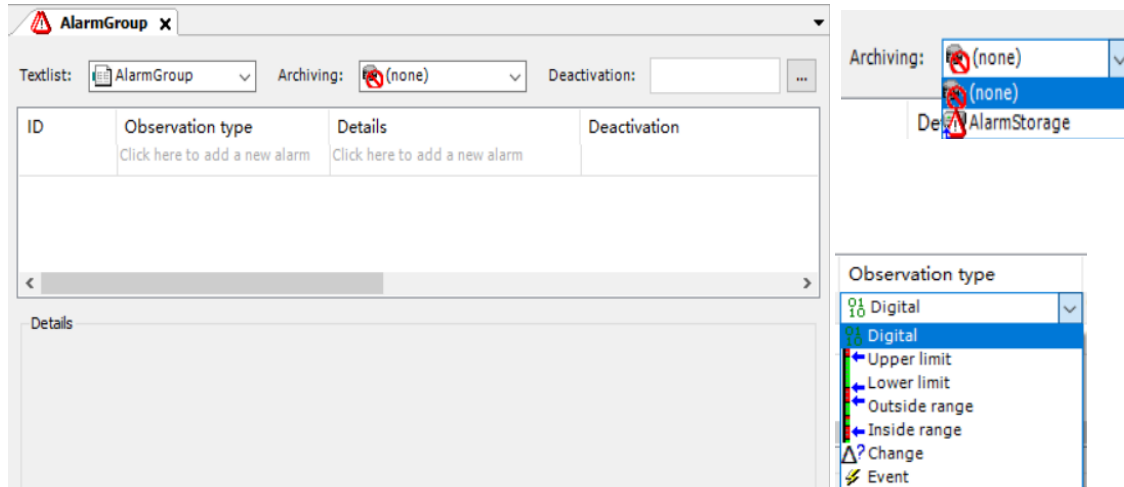 AlarmGroup x
Textlist: AlarmGroup Archiving: (none) Deactivation: ...
ID Observation type Details Deactivation
Click here to add a new alarm Click here to add a new alarm
Details
Archiving: (none)
(none)
De AlarmStorage
Observation type
Digital
Digital
Upper limit
Lower limit
Outside range
Inside range
Change
Event